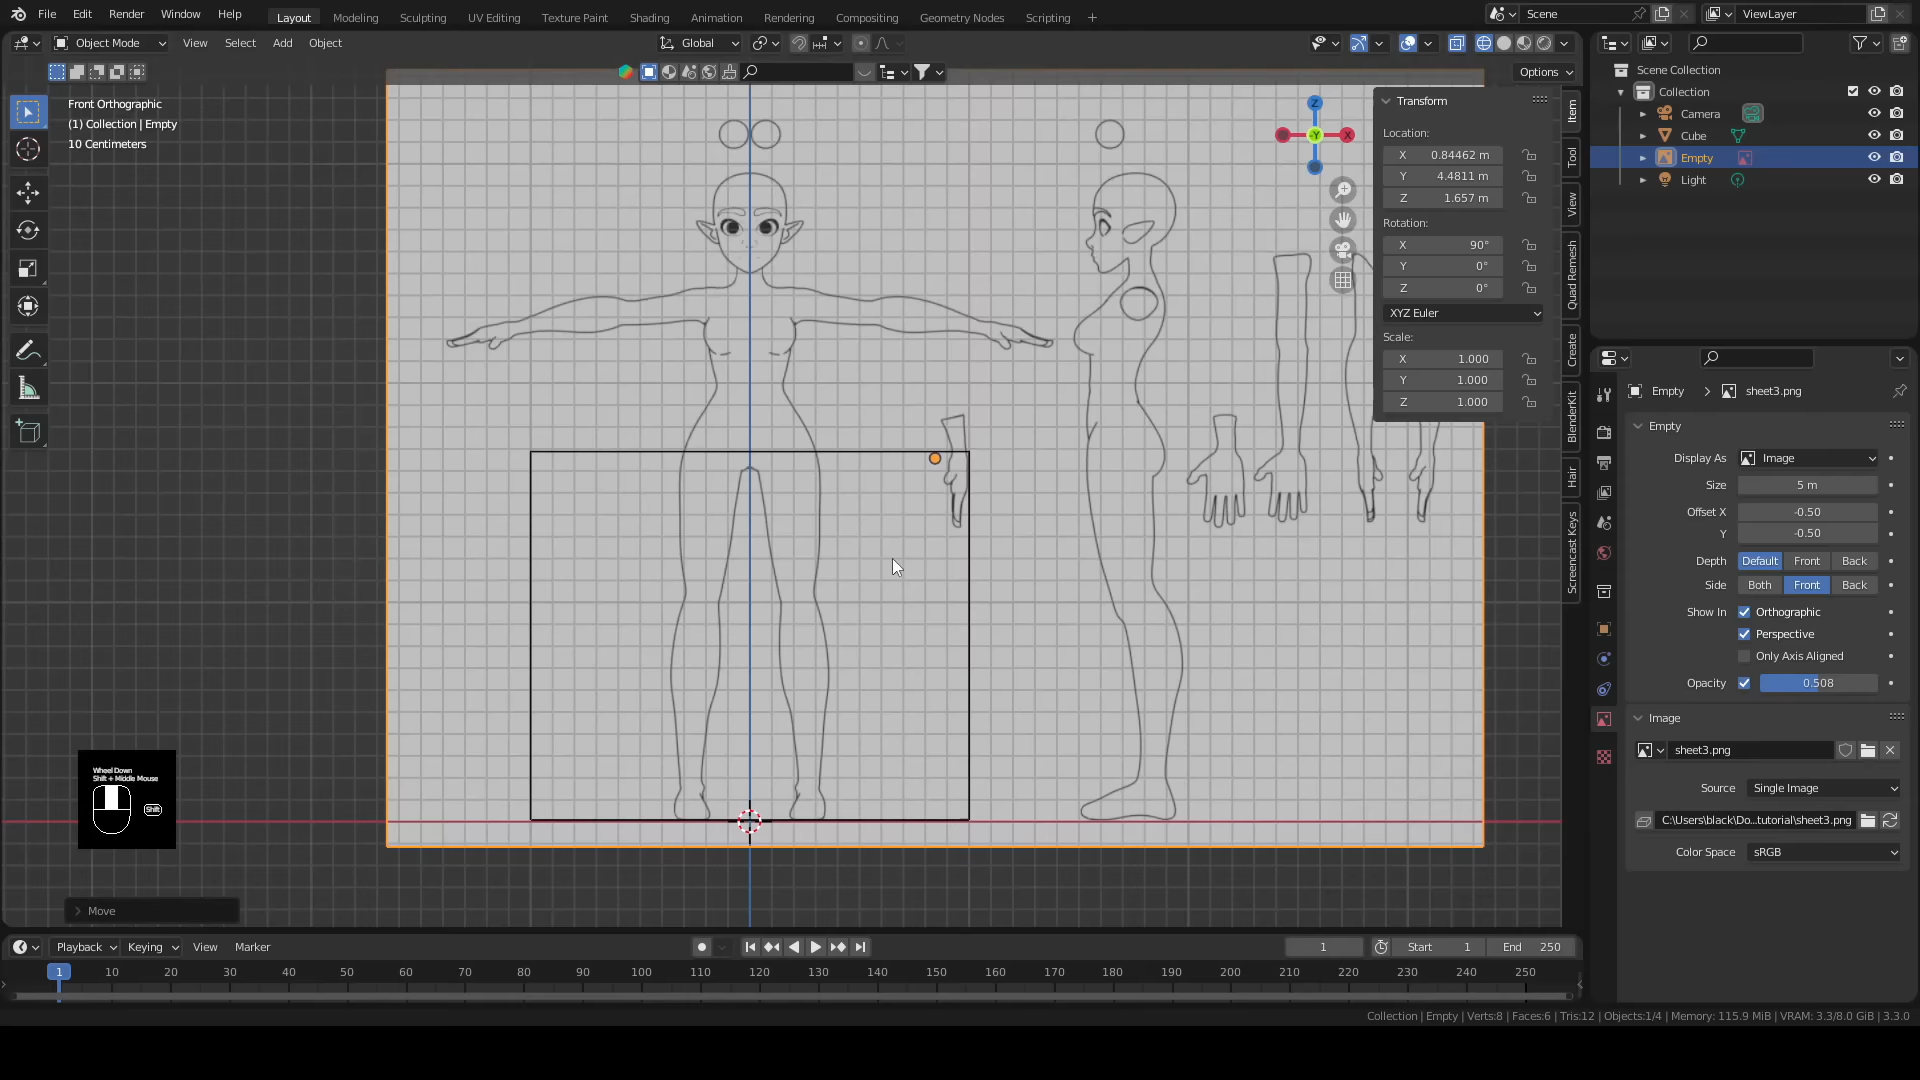 File Edit Render Window Help Layout Modeling Sculpting UV Editing Texture Paint Shading Animation Rendering Compositing Geometry Nodes Scripting + Scene ViewLayer
Object Mode View Select Add Object Global
Options
Front Orthographic
(1) Collection | Empty
10 Centimeters
Z
Y
X
Transform
Location:
X 0.84462 m
Y 4.4811 m
Z 1.657 m
Rotation:
X 90°
Y 0°
Z 0°
XYZ Euler
Scale:
X 1.000
Y 1.000
Z 1.000
Item
Tool
View
Quad Remesh
Create
BlenderKit
Hair
Screencast Keys
Scene Collection
Collection
Camera
Cube
Empty
Light
Empty > sheet3.png
Empty
Display As Image
Size 5 m
Offset X -0.50
Y -0.50
Depth Default Front Back
Side Both Front Back
Show In Orthographic
Perspective
Only Axis Aligned
Opacity 0.508
Image
sheet3.png
Source Single Image
C:\Users\black\Do...tutorial\sheet3.png
Color Space sRGB
Wheel Down
Shift + Middle Mouse
Shift
> Move
Playback Keying View Marker 1 Start 1 End 250
1 10 20 30 40 50 60 70 80 90 100 110 120 130 140 150 160 170 180 190 200 210 220 230 240 250
Collection | Empty | Verts:8 | Faces:6 | Tris:12 | Objects:1/4 | Memory: 115.9 MiB | VRAM: 3.3/8.0 GiB | 3.3.0